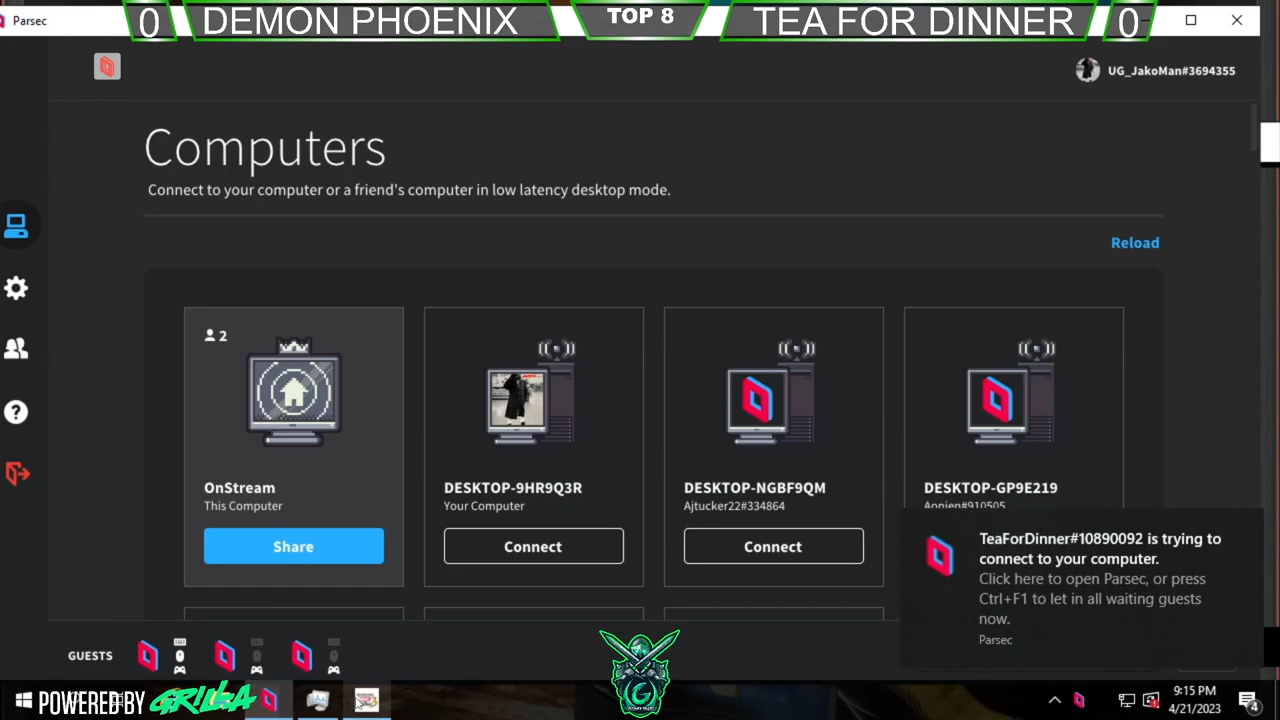 Parsec
0 DEMON PHOENIX TOP 8 TEA FOR DINNER 0
UG_JakoMan#3694355
Computers
Connect to your computer or a friend's computer in low latency desktop mode.
Reload
2
OnStream
This Computer
Share
DESKTOP-9HR9Q3R
Your Computer
Connect
DESKTOP-NGBF9QM
Ajtucker22#334864
Connect
DESKTOP-GP9E219
TeaForDinner#10890092 is trying to
connect to your computer.
Click here to open Parsec, or press
Ctrl+F1 to let in all waiting guests
now.
Parsec
GUESTS
POWERED BY GRILLA
9:15 PM
4/21/2023
4